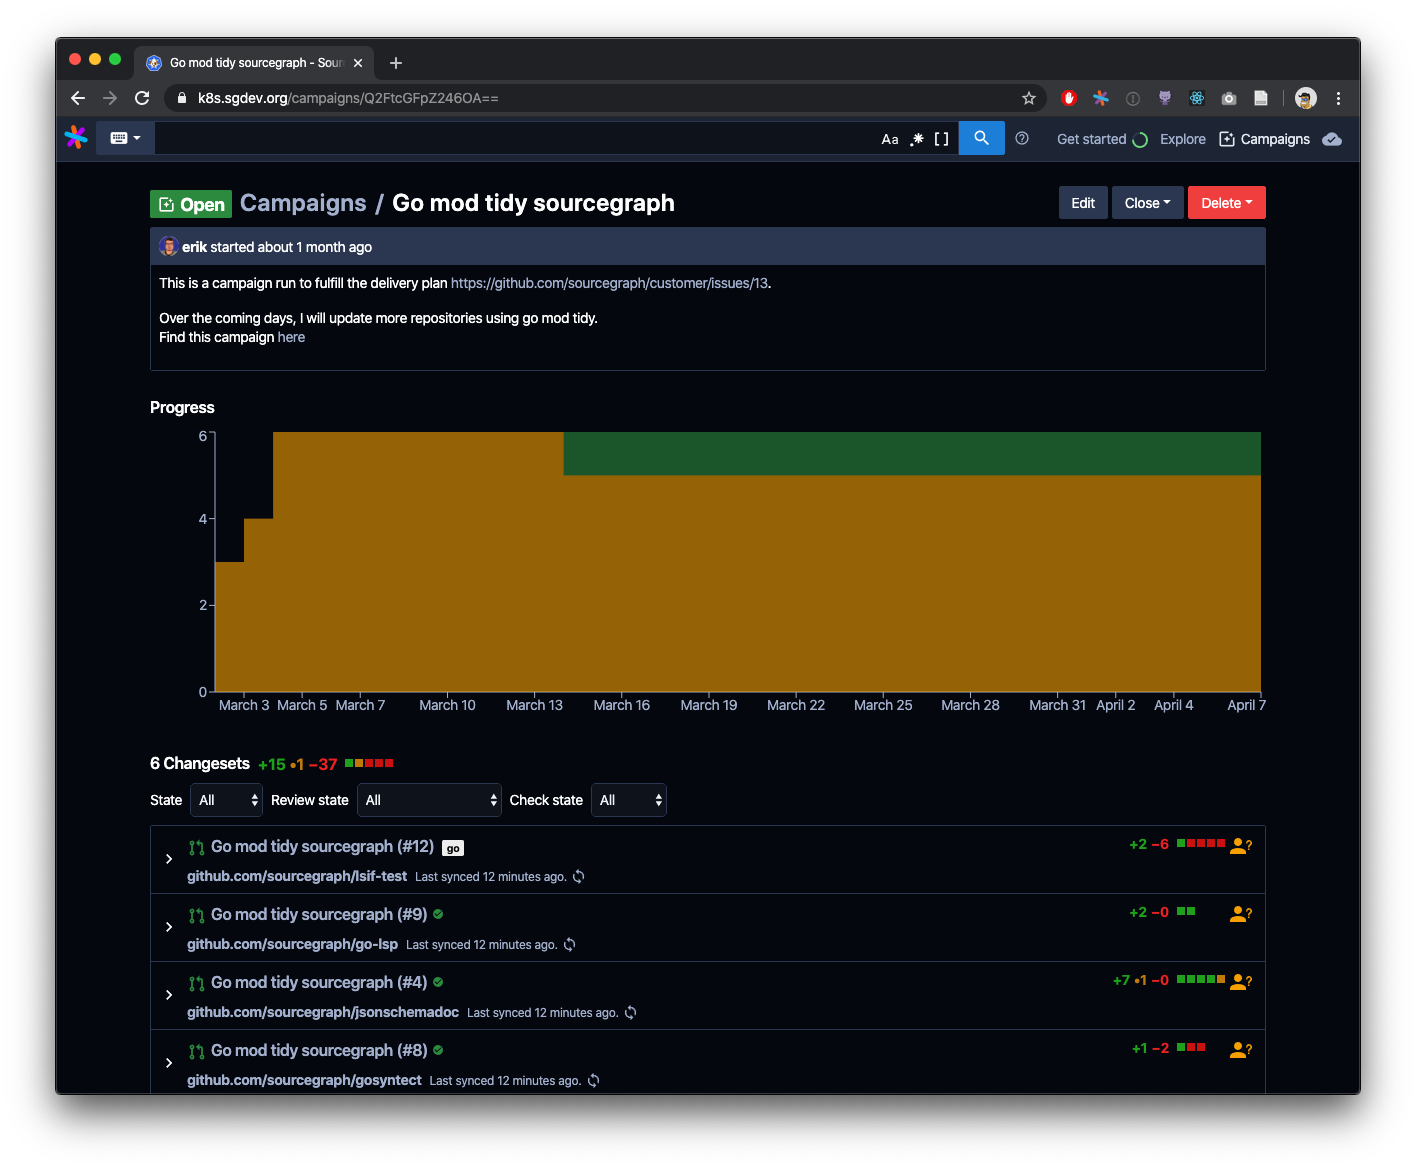 Go mod tidy sourcegraph - Sour
k8s.sgdev.org/campaigns/Q2FtcGFpZ246OA==
Aa .* [ ] Get started Explore Campaigns
Open Campaigns / Go mod tidy sourcegraph Edit Close Delete
erik started about 1 month ago
This is a campaign run to fulfill the delivery plan https://github.com/sourcegraph/customer/issues/13.
Over the coming days, I will update more repositories using go mod tidy.
Find this campaign here
Progress
6
4
2
0
March 3 March 5 March 7 March 10 March 13 March 16 March 19 March 22 March 25 March 28 March 31 April 2 April 4 April 7
6 Changesets +15 •1 −37
State All Review state All Check state All
Go mod tidy sourcegraph (#12) go +2 −6 ?
github.com/sourcegraph/lsif-test Last synced 12 minutes ago.
Go mod tidy sourcegraph (#9) +2 −0 ?
github.com/sourcegraph/go-lsp Last synced 12 minutes ago.
Go mod tidy sourcegraph (#4) +7 •1 −0 ?
github.com/sourcegraph/jsonschemadoc Last synced 12 minutes ago.
Go mod tidy sourcegraph (#8) +1 −2 ?
github.com/sourcegraph/gosyntect Last synced 12 minutes ago.